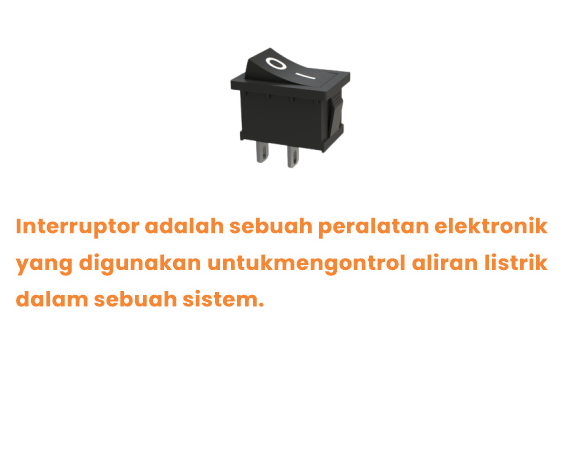 O I
Interruptor adalah sebuah peralatan elektronik
yang digunakan untukmengontrol aliran listrik
dalam sebuah sistem.